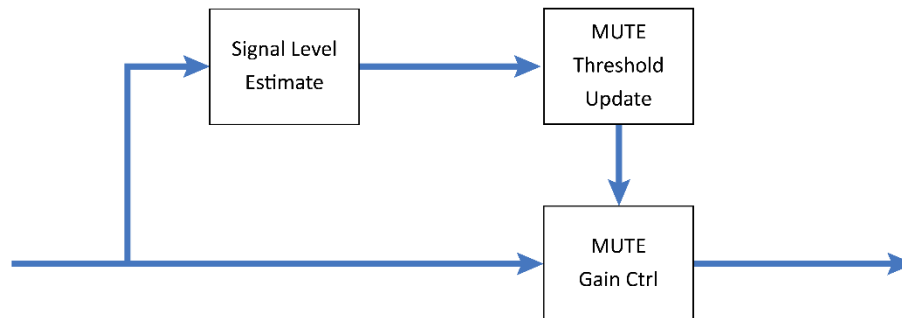 Signal Level
Estimate
MUTE
Threshold
Update
MUTE
Gain Ctrl